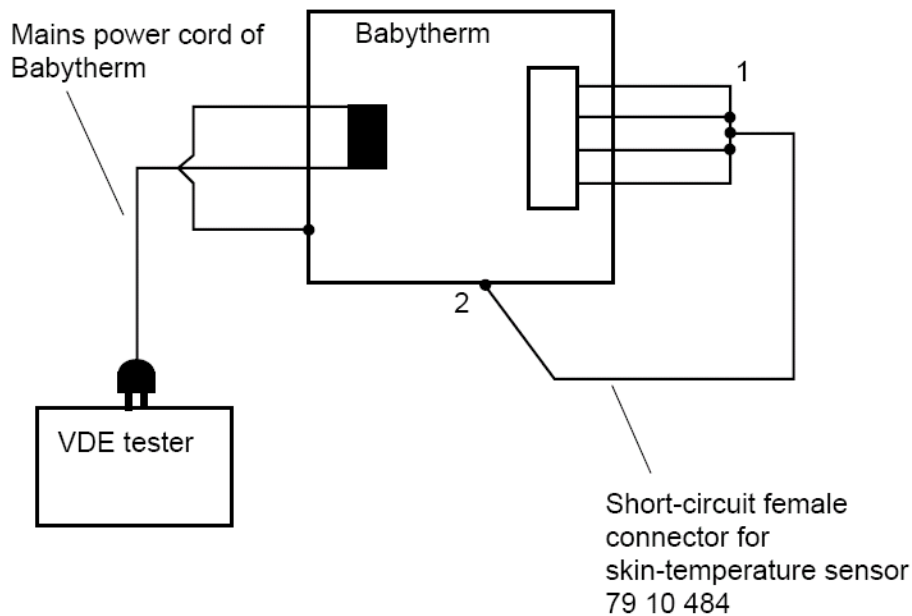 Mains power cord of
Babytherm
Babytherm
1
2
VDE tester
Short-circuit female
connector for
skin-temperature sensor
79 10 484